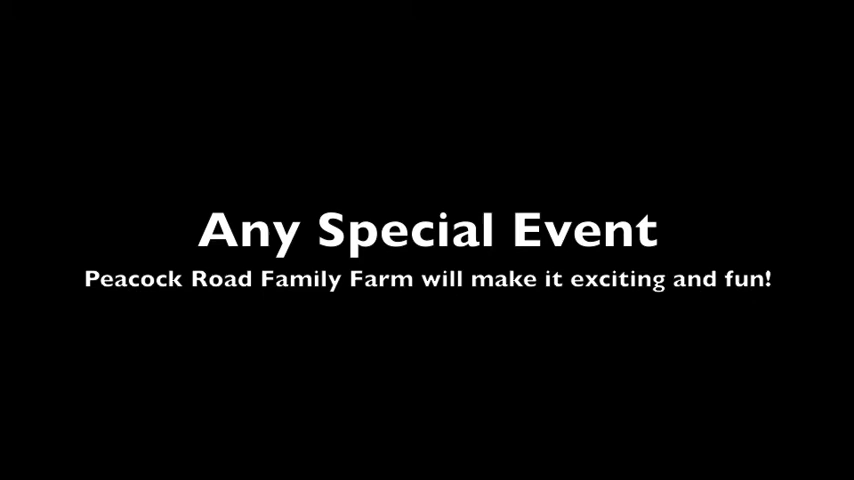 Any Special Event
Peacock Road Family Farm will make it exciting and fun!